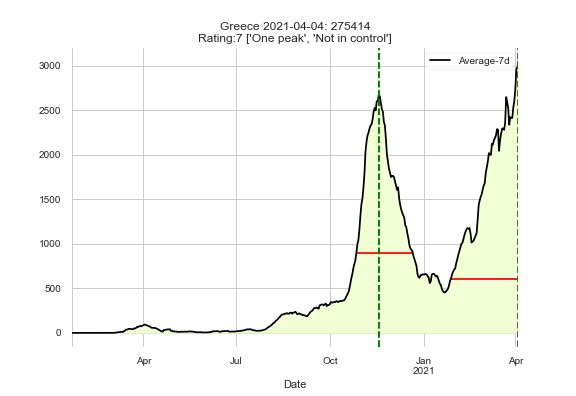 Greece 2021-04-04: 275414
Rating:7 ['One peak', 'Not in control']
Average-7d
3000
2500
2000
1500
1000
500
0
Apr
Jul
Oct
Jan
2021
Apr
Date